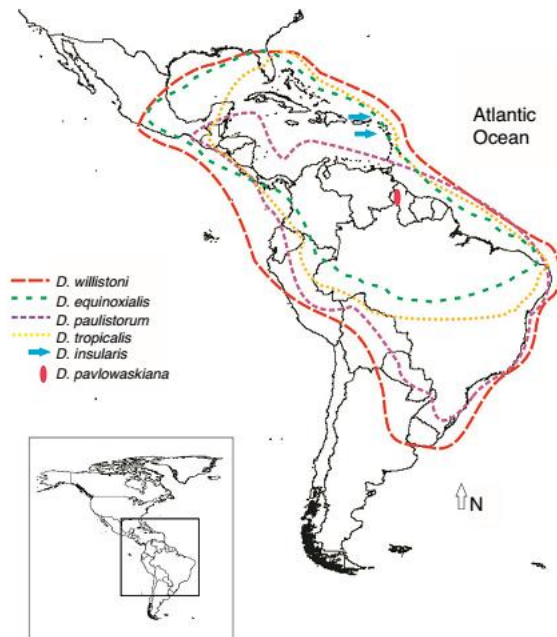 Atlantic
Ocean
D. willistoni
D. equinoxialis
D. paulistorum
D. tropicalis
D. insularis
D. pavlowaskiana
N